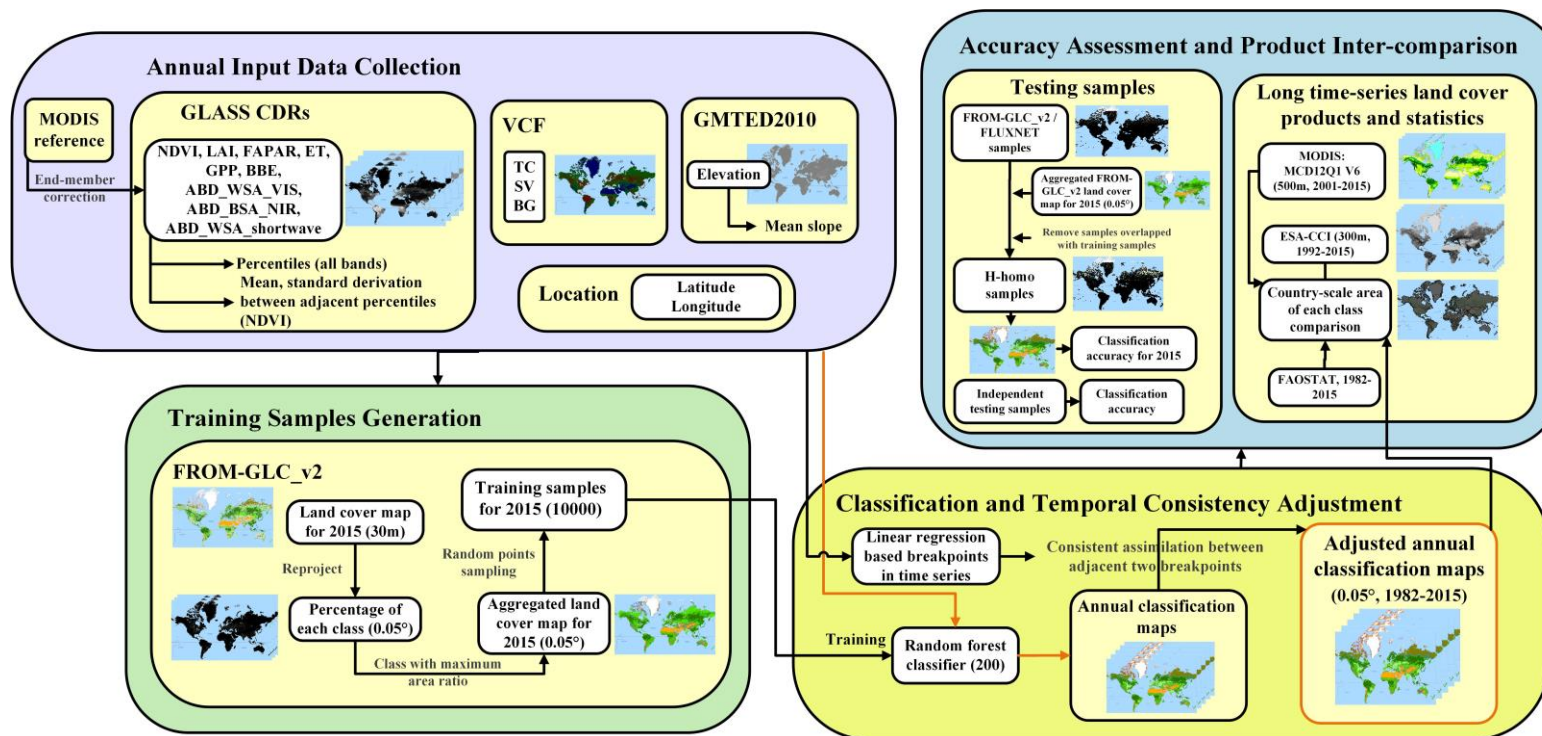 Annual Input Data Collection
MODIS
reference
End-member
correction
GLASS CDRs
NDVI, LAI, FAPAR, ET,
GPP, BBE,
ABD_WSA_VIS,
ABD_BSA_NIR,
ABD_WSA_shortwave
Percentiles (all bands)
Mean, standard derivation
between adjacent percentiles
(NDVI)
VCF
TC
SV
BG
GMTED2010
Elevation
Mean slope
Location
Latitude
Longitude
Training Samples Generation
FROM-GLC_v2
Land cover map
for 2015 (30m)
Reproject
Percentage of
each class (0.05°)
Class with maximum
area ratio
Training samples
for 2015 (10000)
Random points
sampling
Aggregated land
cover map for
2015 (0.05°)
Accuracy Assessment and Product Inter-comparison
Testing samples
FROM-GLC_v2 /
FLUXNET
samples
Aggregated FROM-
GLC_v2 land cover
map for 2015 (0.05°)
Remove samples overlapped
with training samples
H-homo
samples
Classification
accuracy for 2015
Independent
testing samples
Classification
accuracy
Long time-series land cover
products and statistics
MODIS:
MCD12Q1 V6
(500m, 2001-2015)
ESA-CCI (300m,
1992-2015)
Country-scale area
of each class
comparison
FAOSTAT, 1982-
2015
Classification and Temporal Consistency Adjustment
Linear regression
based breakpoints
in time series
Consistent assimilation between
adjacent two breakpoints
Training
Random forest
classifier (200)
Annual classification
maps
Adjusted annual
classification maps
(0.05°, 1982-2015)